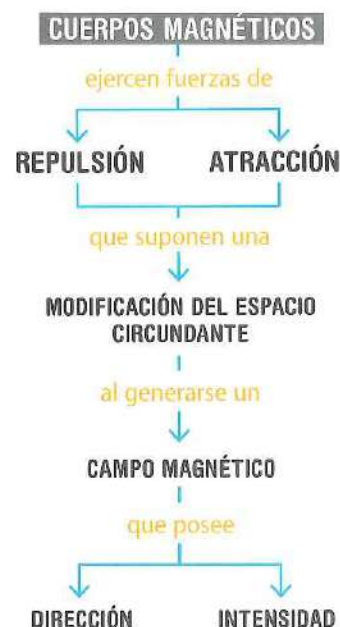 CUERPOS MAGNÉTICOS
ejercen fuerzas de
REPULSIÓN ATRACCIÓN
que suponen una
MODIFICACIÓN DEL ESPACIO
CIRCUNDANTE
al generarse un
CAMPO MAGNÉTICO
que posee
DIRECCIÓN INTENSIDAD